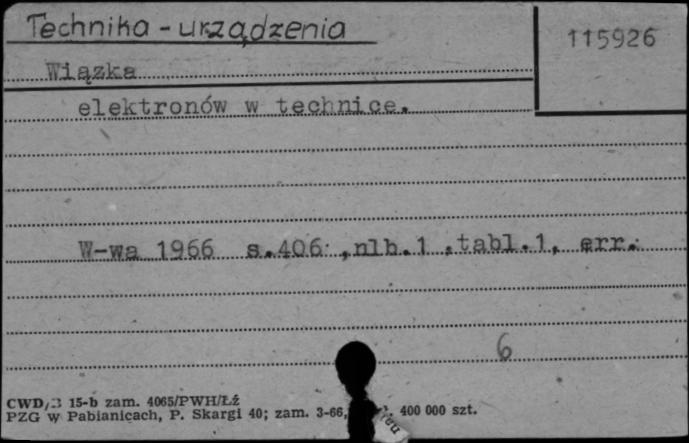 Technika - urządzenia
115926
Wiązka
elektronów w technice.
W-wa 1966 s.406 ,nlb.1 ,tabl.1, err.
6
CWD/3 15-b zam. 4065/PWH/Łź
PZG w Pabianicach, P. Skargi 40; zam. 3-66, 400 000 szt.